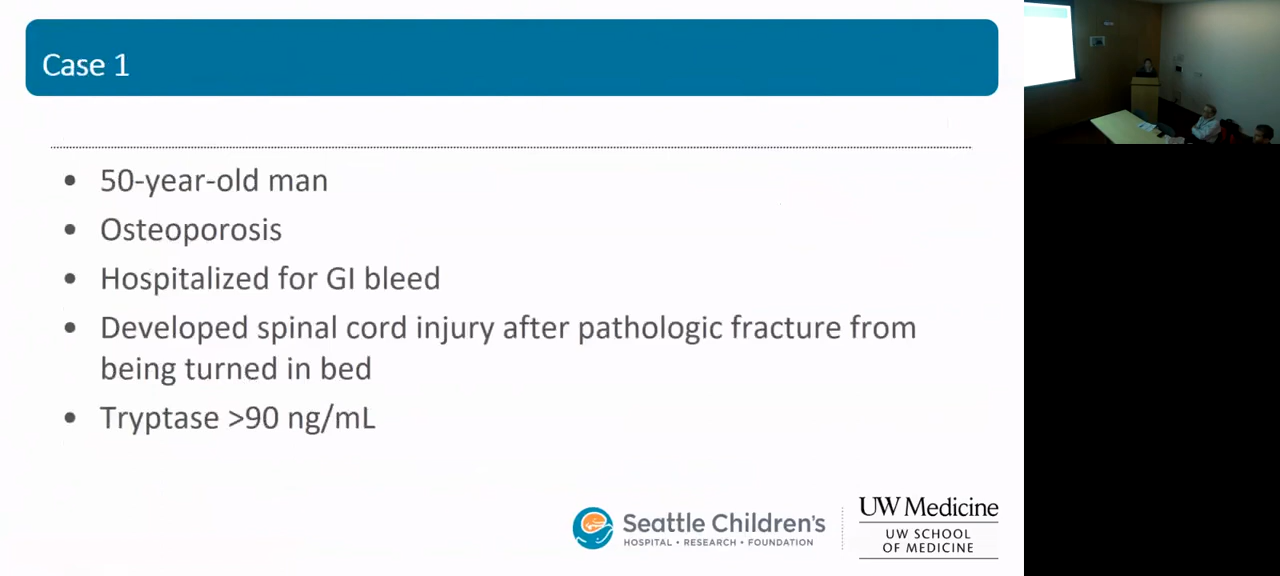 Case 1
• 50-year-old man
• Osteoporosis
• Hospitalized for GI bleed
• Developed spinal cord injury after pathologic fracture from
being turned in bed
• Tryptase >90 ng/mL
Seattle Children's
HOSPITAL • RESEARCH • FOUNDATION
UW Medicine
UW SCHOOL
OF MEDICINE